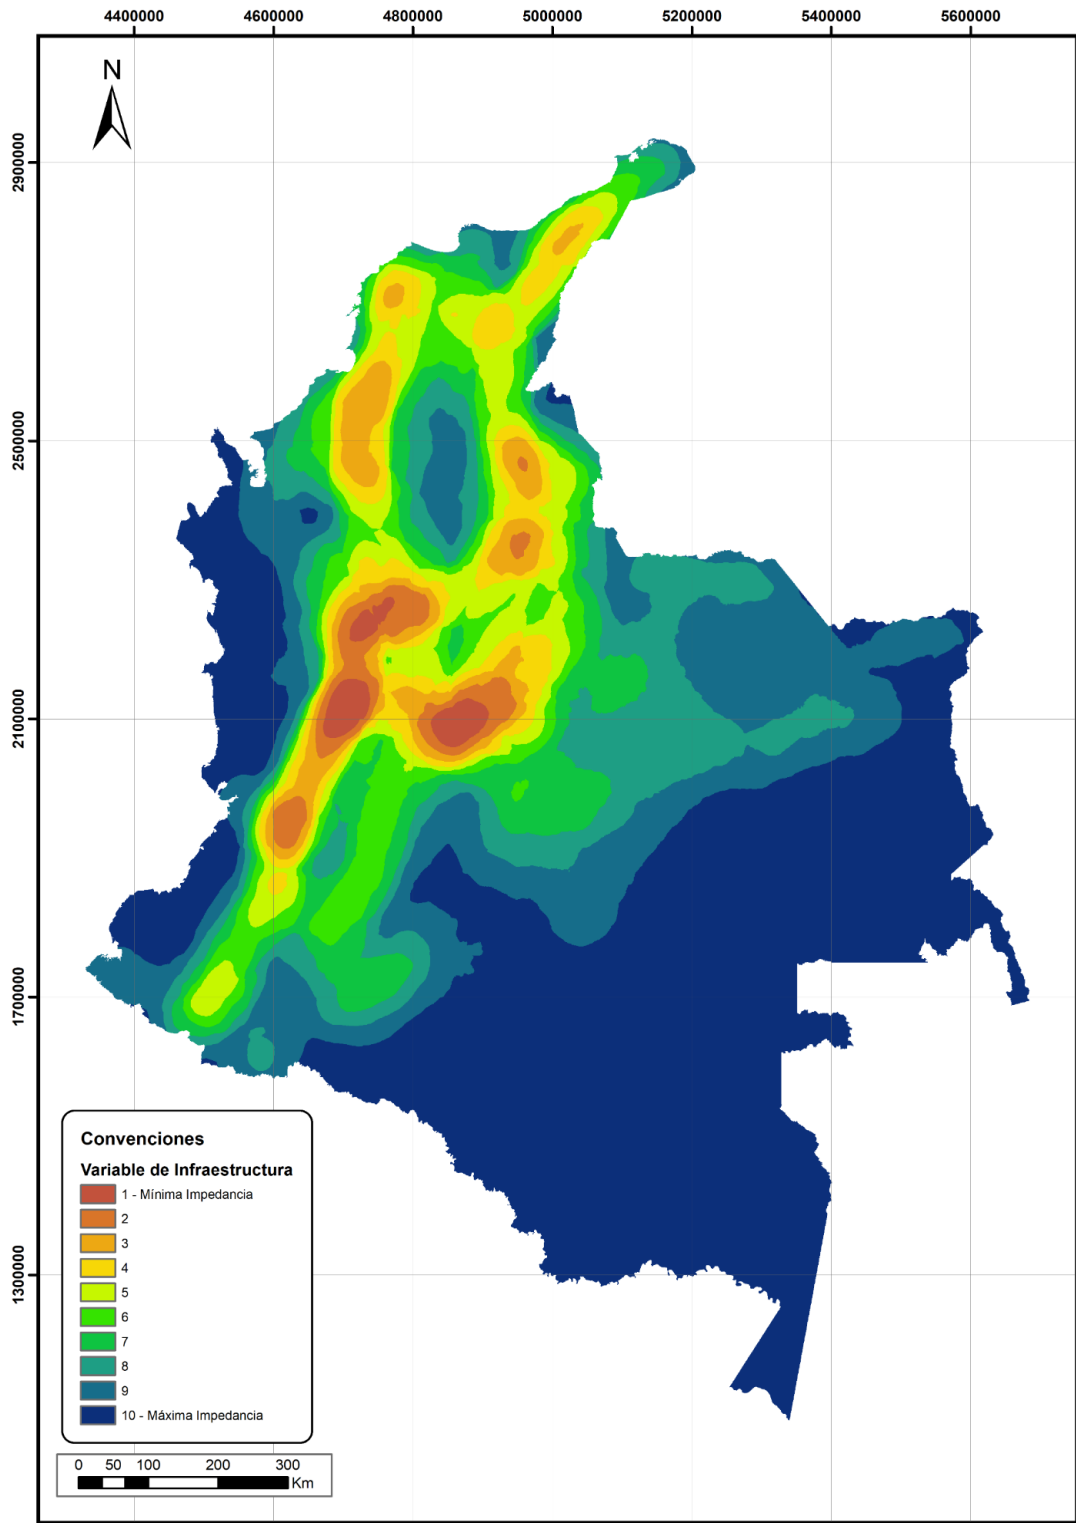 4400000 4600000 4800000 5000000 5200000 5400000 5600000
N
2900000
2500000
2100000
1700000
1300000
Convenciones
Variable de Infraestructura
1 - Mínima Impedancia
2
3
4
5
6
7
8
9
10 - Máxima Impedancia
0 50 100 200 300
Km